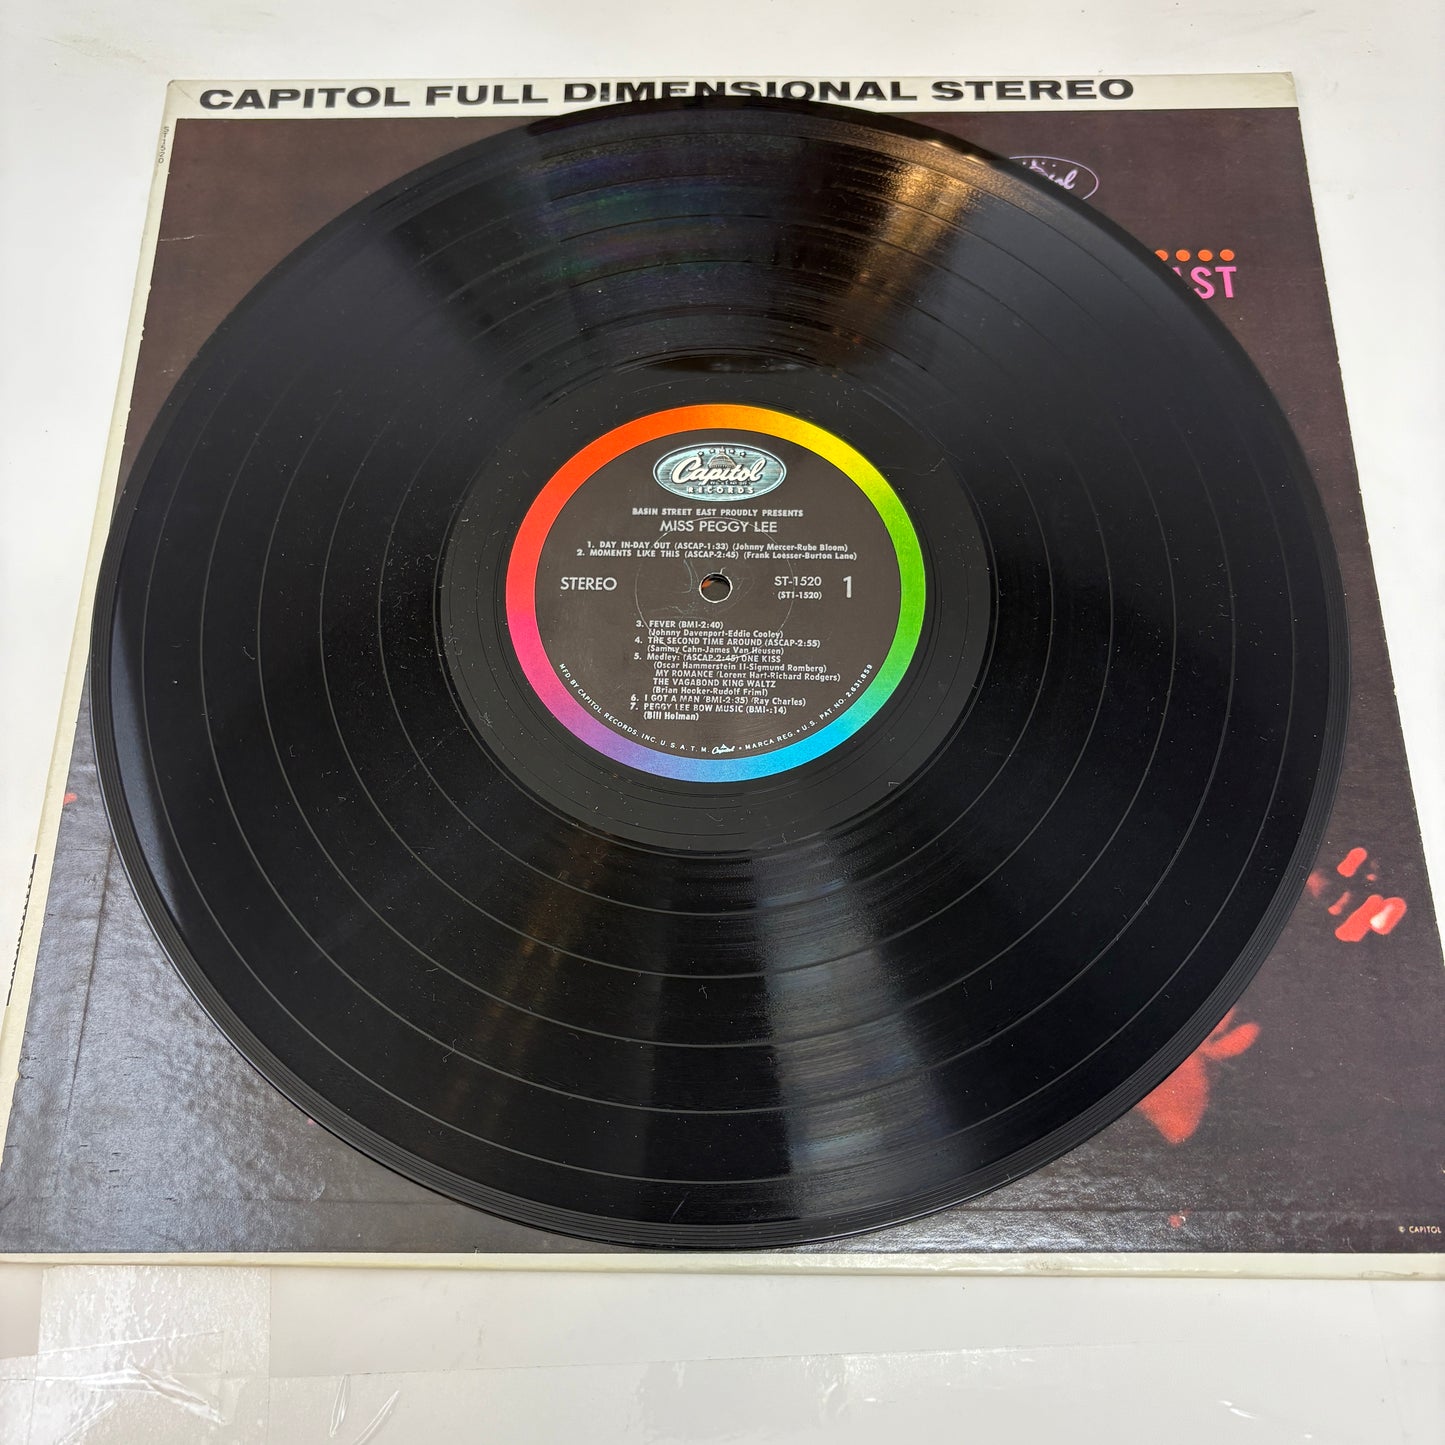 CAPITOL FULL DIMENSIONAL STEREO
ST1520
AST
Capitol
RECORDS
BASIN STREET EAST PROUDLY PRESENTS
MISS PEGGY LEE
1. DAY IN-DAY OUT (ASCAP-1:33) (Johnny Mercer-Rube Bloom)
2. MOMENTS LIKE THIS (ASCAP-2:45) (Frank Loesser-Burton Lane)
STEREO
ST-1520
(ST1-1520)
1
3. FEVER (BMI-2:40)
(Johnny Davenport-Eddie Cooley)
4. THE SECOND TIME AROUND (ASCAP-2:55)
(Sammy Cahn-James Van Heusen)
5. Medley: (ASCAP-2:45) ONE KISS
(Oscar Hammerstein II-Sigmund Romberg)
MY ROMANCE (Lorenz Hart-Richard Rodgers)
THE VAGABOND KING WALTZ
(Brian Hooker-Rudolf Friml)
6. I GOT A MAN (BMI-2:35) (Ray Charles)
7. PEGGY LEE BOW MUSIC (BMI-:14)
(Bill Holman)
MFD. BY CAPITOL RECORDS, INC. U. S. A. T. M. Capitol • MARCA REG. • U. S. PAT. NO. 2,631,859
© CAPITOL